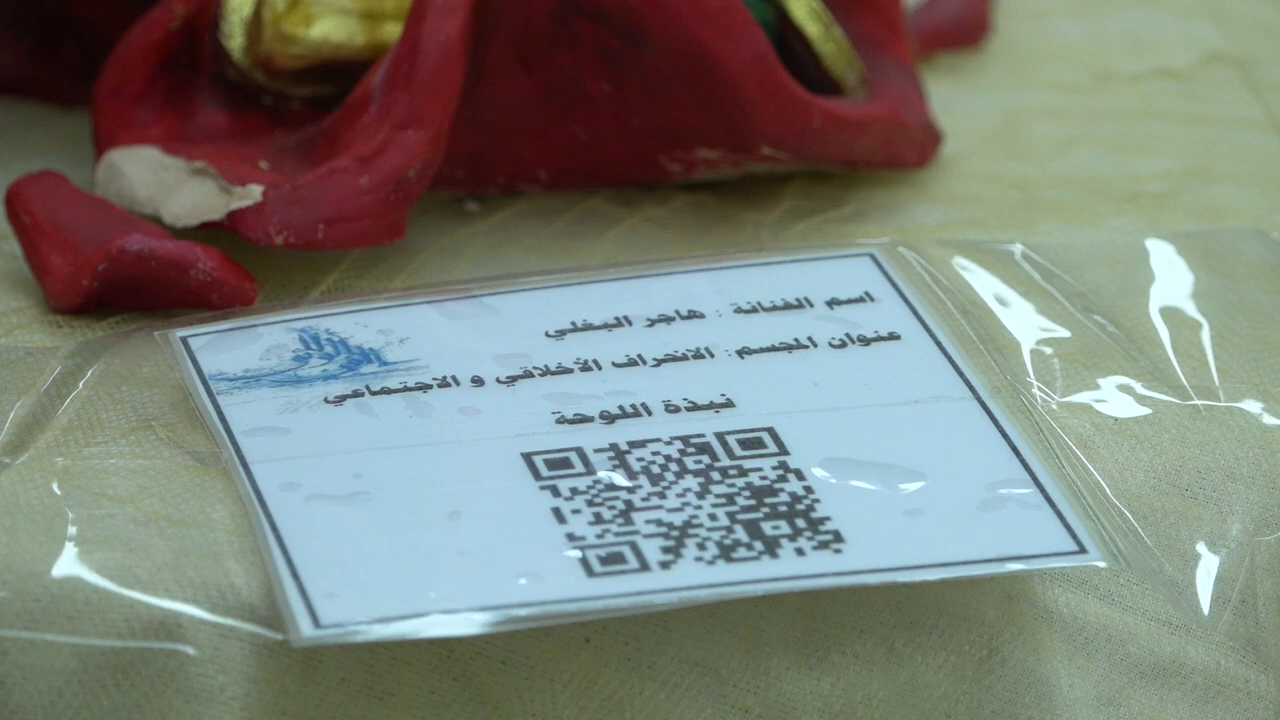 اسم الفنانة : هاجر البغلي
عنوان المجسم: الانحراف الأخلاقي و الاجتماعي
نبذة اللوحة